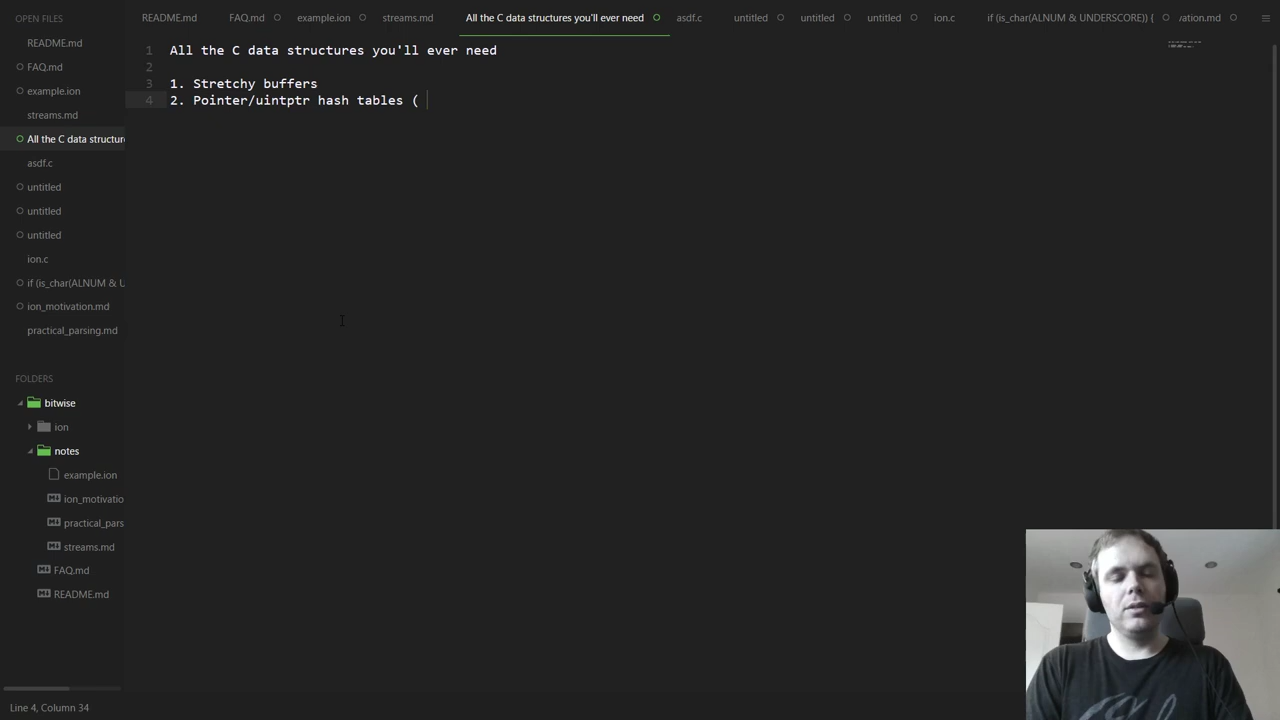 OPEN FILES
README.md
FAQ.md
example.ion
streams.md
All the C data structure
asdf.c
untitled
untitled
untitled
ion.c
if (is_char(ALNUM & U
ion_motivation.md
practical_parsing.md
FOLDERS
bitwise
ion
notes
example.ion
ion_motivatio
practical_pars
streams.md
FAQ.md
README.md
README.md FAQ.md example.ion streams.md All the C data structures you'll ever need asdf.c untitled untitled untitled ion.c if (is_char(ALNUM & UNDERSCORE)) { vation.md
1 All the C data structures you'll ever need
2
3 1. Stretchy buffers
4 2. Pointer/uintptr hash tables (
Line 4, Column 34